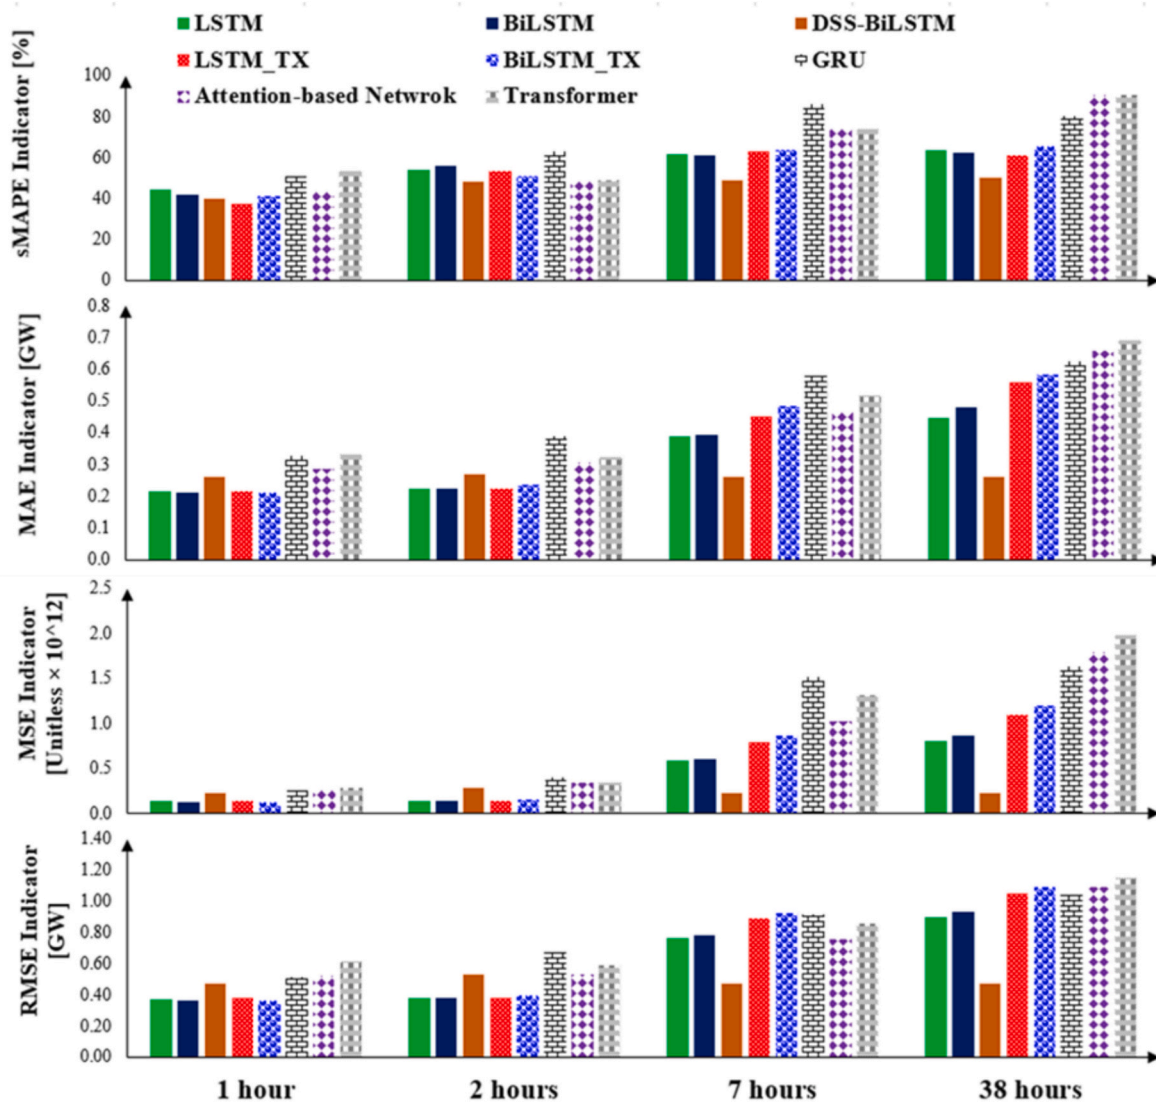 LSTM BiLSTM DSS-BiLSTM
LSTM_TX BiLSTM_TX GRU
Attention-based Netwrok Transformer
sMAPE Indicator [%]
100
80
60
40
20
0
MAE Indicator [GW]
0.8
0.7
0.6
0.5
0.4
0.3
0.2
0.1
0.0
MSE Indicator
[Unitless × 10^12]
2.5
2.0
1.5
1.0
0.5
0.0
RMSE Indicator
[GW]
1.40
1.20
1.00
0.80
0.60
0.40
0.20
0.00
1 hour 2 hours 7 hours 38 hours